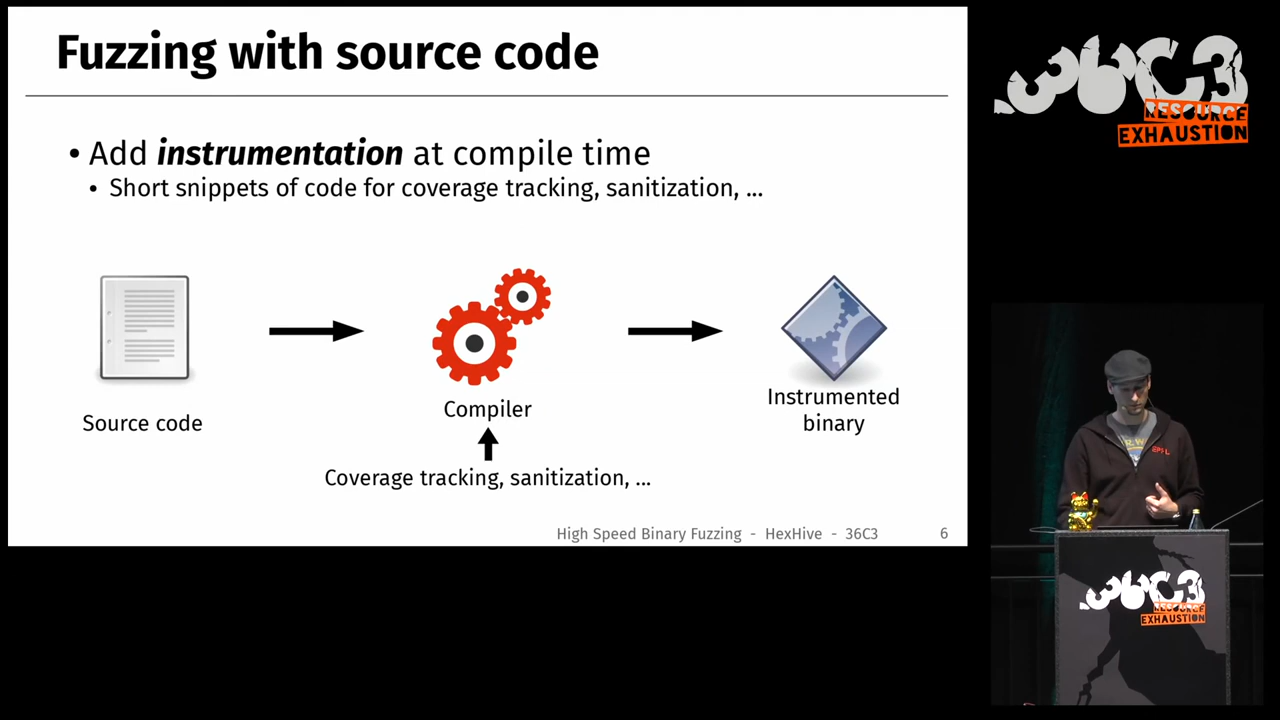 Fuzzing with source code
• Add instrumentation at compile time
• Short snippets of code for coverage tracking, sanitization, ...
Source code
Compiler
Instrumented
binary
Coverage tracking, sanitization, ...
High Speed Binary Fuzzing - HexHive - 36C3
6
36C3
RESOURCE
EXHAUSTION
EPFL
36C3
RESOURCE
EXHAUSTION